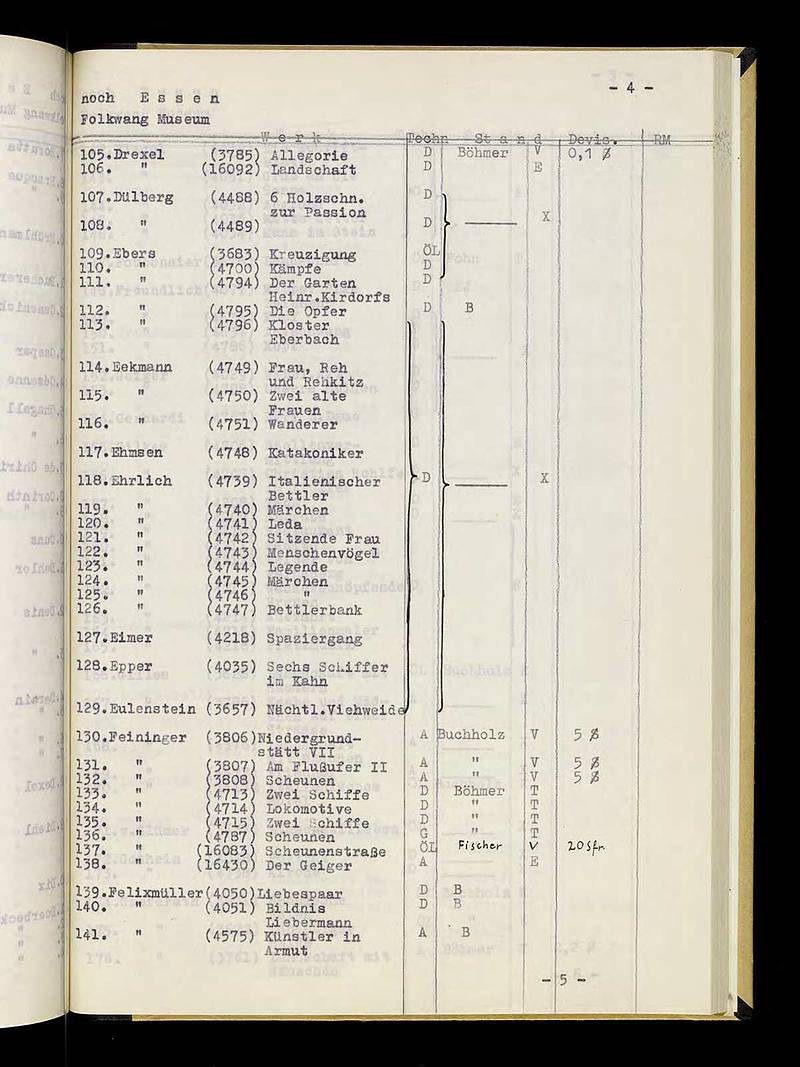 - 4 -
noch E s s e n
Folkwang Museum
W e r k Techn S t a n d Devis. RM
105.Drexel (3785) Allegorie D Böhmer V 0,1 $
106. " (16092) Landschaft D E
107.Dülberg (4488) 6 Holzschn. D
zur Passion
108. " (4489) D X
109.Ebers (3683) Kreuzigung ÖL
110. " (4700) Kämpfe D
111. " (4794) Der Garten D
Heinr.Kirdorfs
112. " (4795) Die Opfer D B
113. " (4796) Kloster
Eberbach
114.Eekmann (4749) Frau, Reh
und Rehkitz
115. " (4750) Zwei alte
Frauen
116. " (4751) Wanderer
117.Ehmsen (4748) Katakoniker
118.Ehrlich (4739) Italienischer D X
Bettler
119. " (4740) Märchen
120. " (4741) Leda
121. " (4742) Sitzende Frau
122. " (4743) Menschenvögel
123. " (4744) Legende
124. " (4745) Märchen
125. " (4746) "
126. " (4747) Bettlerbank
127.Eimer (4218) Spaziergang
128.Epper (4035) Sechs Schiffer
im Kahn
129.Eulenstein (3657) Nächtl.Viehweide
130.Feininger (3806)Niedergrund- A Buchholz V 5 $
stätt VII
131. " (3807) Am Flußufer II A " V 5 $
132. " (3808) Scheunen A " V 5 $
133. " (4713) Zwei Schiffe D Böhmer T
134. " (4714) Lokomotive D " T
135. " (4715) Zwei Schiffe D " T
136. " (4787) Scheunen G " T
137. " (16083) Scheunenstraße ÖL Fischer V 20 Sfr.
138. " (16430) Der Geiger A E
139.Felixmüller(4050)Liebespaar D B
140. " (4051) Bildnis D B
Liebermann
141. " (4575) Künstler in A B
Armut
- 5 -